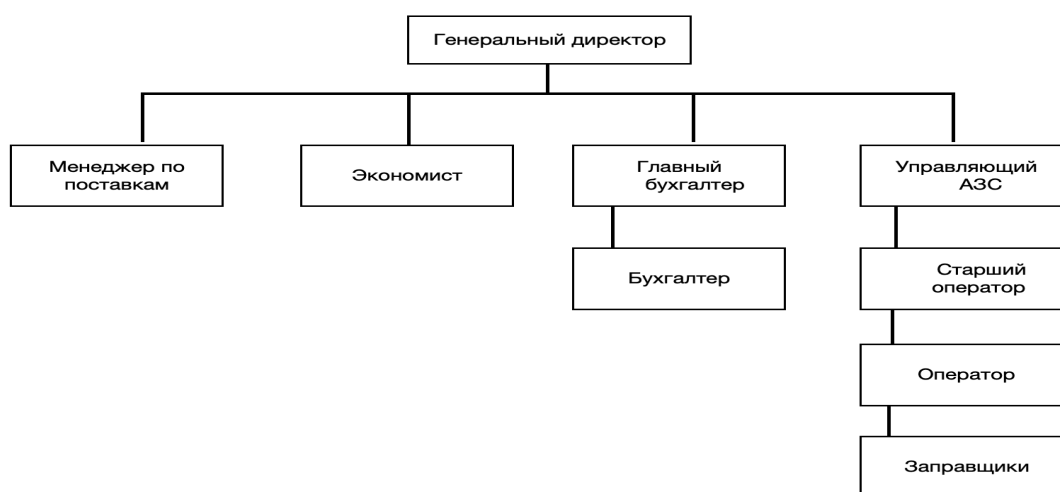 Генеральный директор
Менеджер по
поставкам
Экономист
Главный
бухгалтер
Управляющий
АЗС
Бухгалтер
Старший
оператор
Оператор
Заправщики